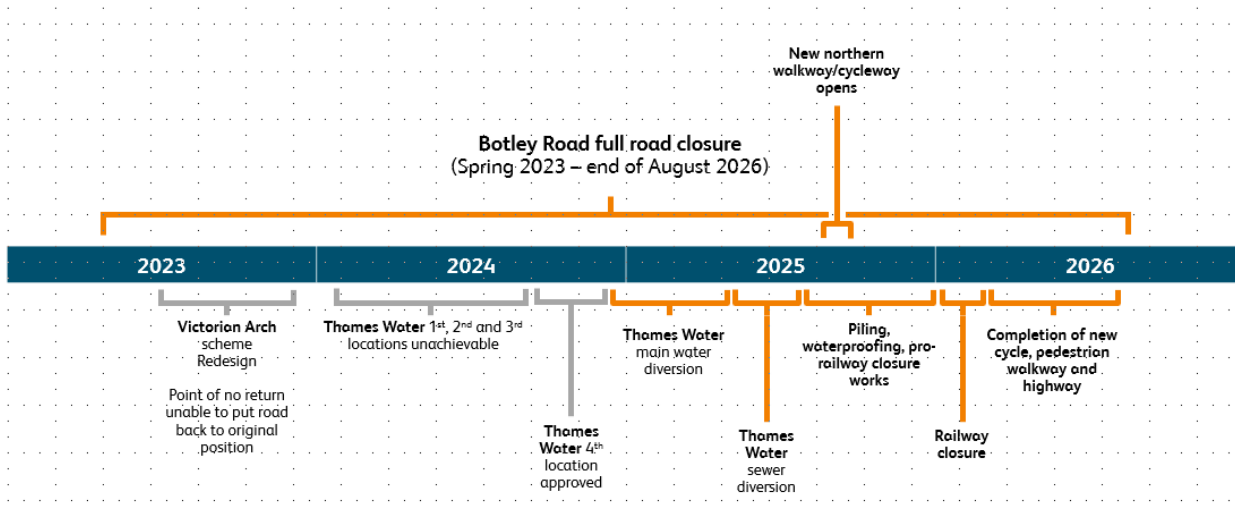 New northern
walkway/cycleway
opens
Botley Road full road closure
(Spring 2023 – end of August 2026)
2023
2024
2025
2026
Victorian Arch
scheme
Redesign
Point of no return
unable to put road
back to original
position
Thames Water 1st, 2nd and 3rd
locations unachievable
Thames
Water 4th
location
approved
Thames Water
main water
diversion
Thames
Water
sewer
diversion
Piling,
waterproofing, pro-
railway closure
works
Railway
closure
Completion of new
cycle, pedestrian
walkway and
highway